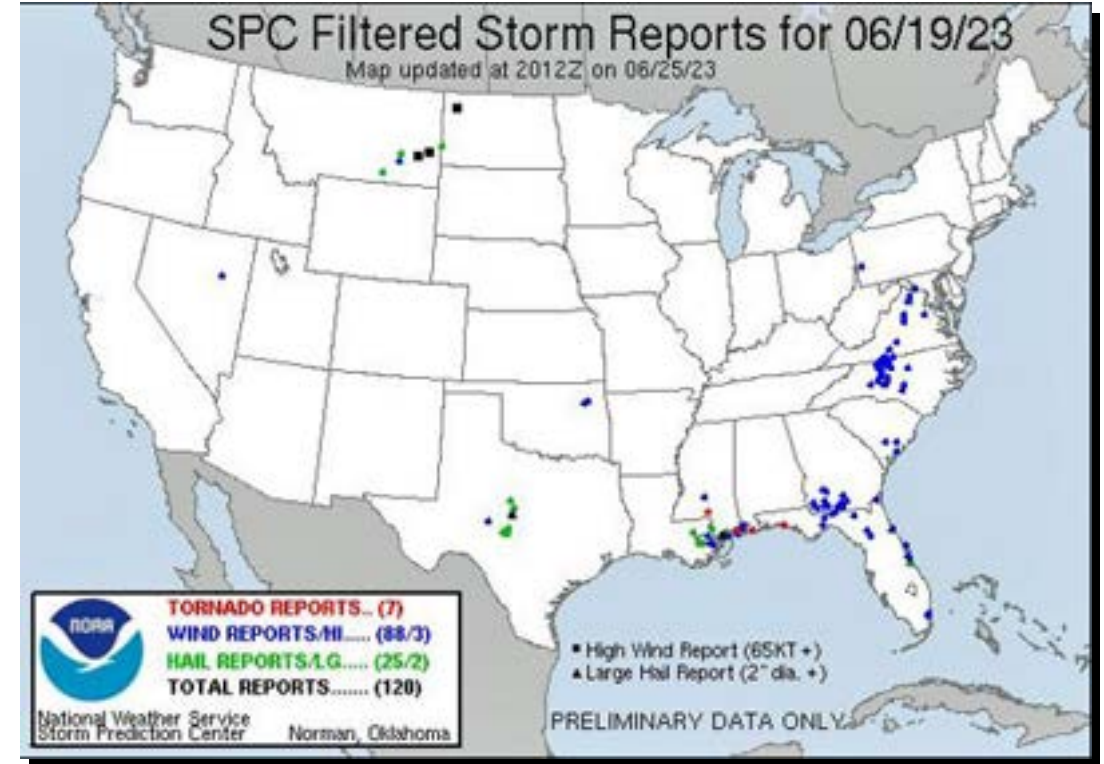 SPC Filtered Storm Reports for 06/19/23
Map updated at 2012Z on 06/25/23
NOAA
TORNADO REPORTS.. (7)
WIND REPORTS/HI..... (88/3)
HAIL REPORTS/LG..... (25/2)
TOTAL REPORTS....... (120)
National Weather Service
Storm Prediction Center Norman, Oklahoma
High Wind Report (65KT +)
Large Hail Report (2" dia. +)
PRELIMINARY DATA ONLY